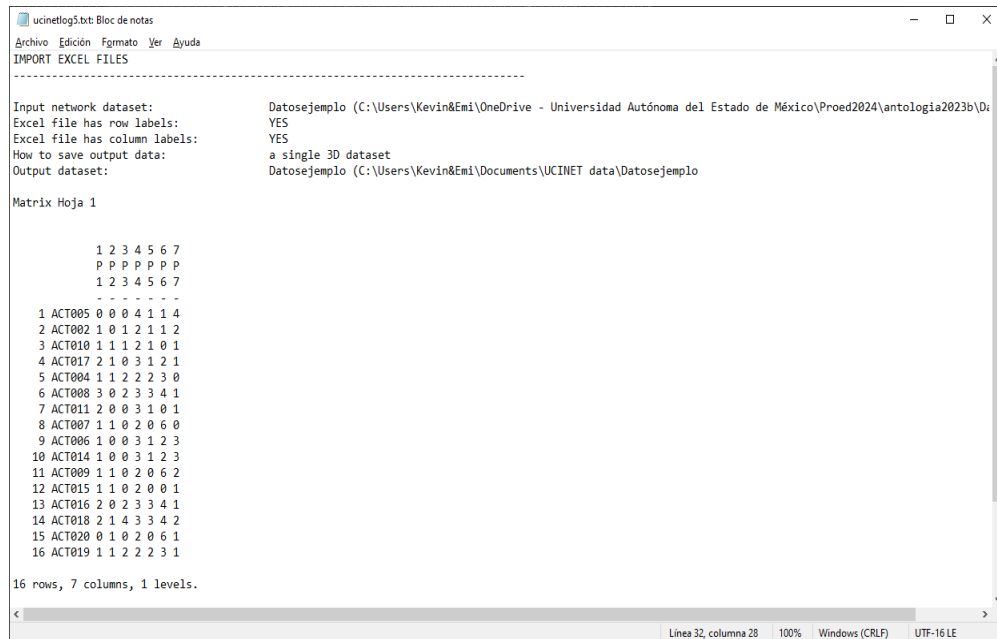 ucinetlog5.txt: Bloc de notas
Archivo Edición Formato Ver Ayuda
IMPORT EXCEL FILES
--------------------------------------------------------------------------------
Input network dataset: Datosejemplo (C:\Users\Kevin&Emi\OneDrive - Universidad Autónoma del Estado de México\Proed2024\antologia2023b\Da
Excel file has row labels: YES
Excel file has column labels: YES
How to save output data: a single 3D dataset
Output dataset: Datosejemplo (C:\Users\Kevin&Emi\Documents\UCINET data\Datosejemplo
Matrix Hoja 1
1 2 3 4 5 6 7
P P P P P P P
1 2 3 4 5 6 7
- - - - - - -
1 ACT005 0 0 0 4 1 1 4
2 ACT002 1 0 1 2 1 1 2
3 ACT010 1 1 1 2 1 0 1
4 ACT017 2 1 0 3 1 2 1
5 ACT004 1 1 2 2 2 3 0
6 ACT008 3 0 2 3 3 4 1
7 ACT011 2 0 0 3 1 0 1
8 ACT007 1 1 0 2 0 6 0
9 ACT006 1 0 0 3 1 2 3
10 ACT014 1 0 0 3 1 2 3
11 ACT009 1 1 0 2 0 6 2
12 ACT015 1 1 0 2 0 0 1
13 ACT016 2 0 2 3 3 4 1
14 ACT018 2 1 4 3 3 4 2
15 ACT020 0 1 0 2 0 6 1
16 ACT019 1 1 2 2 2 3 1
16 rows, 7 columns, 1 levels.
Línea 32, columna 28 100% Windows (CRLF) UTF-16 LE